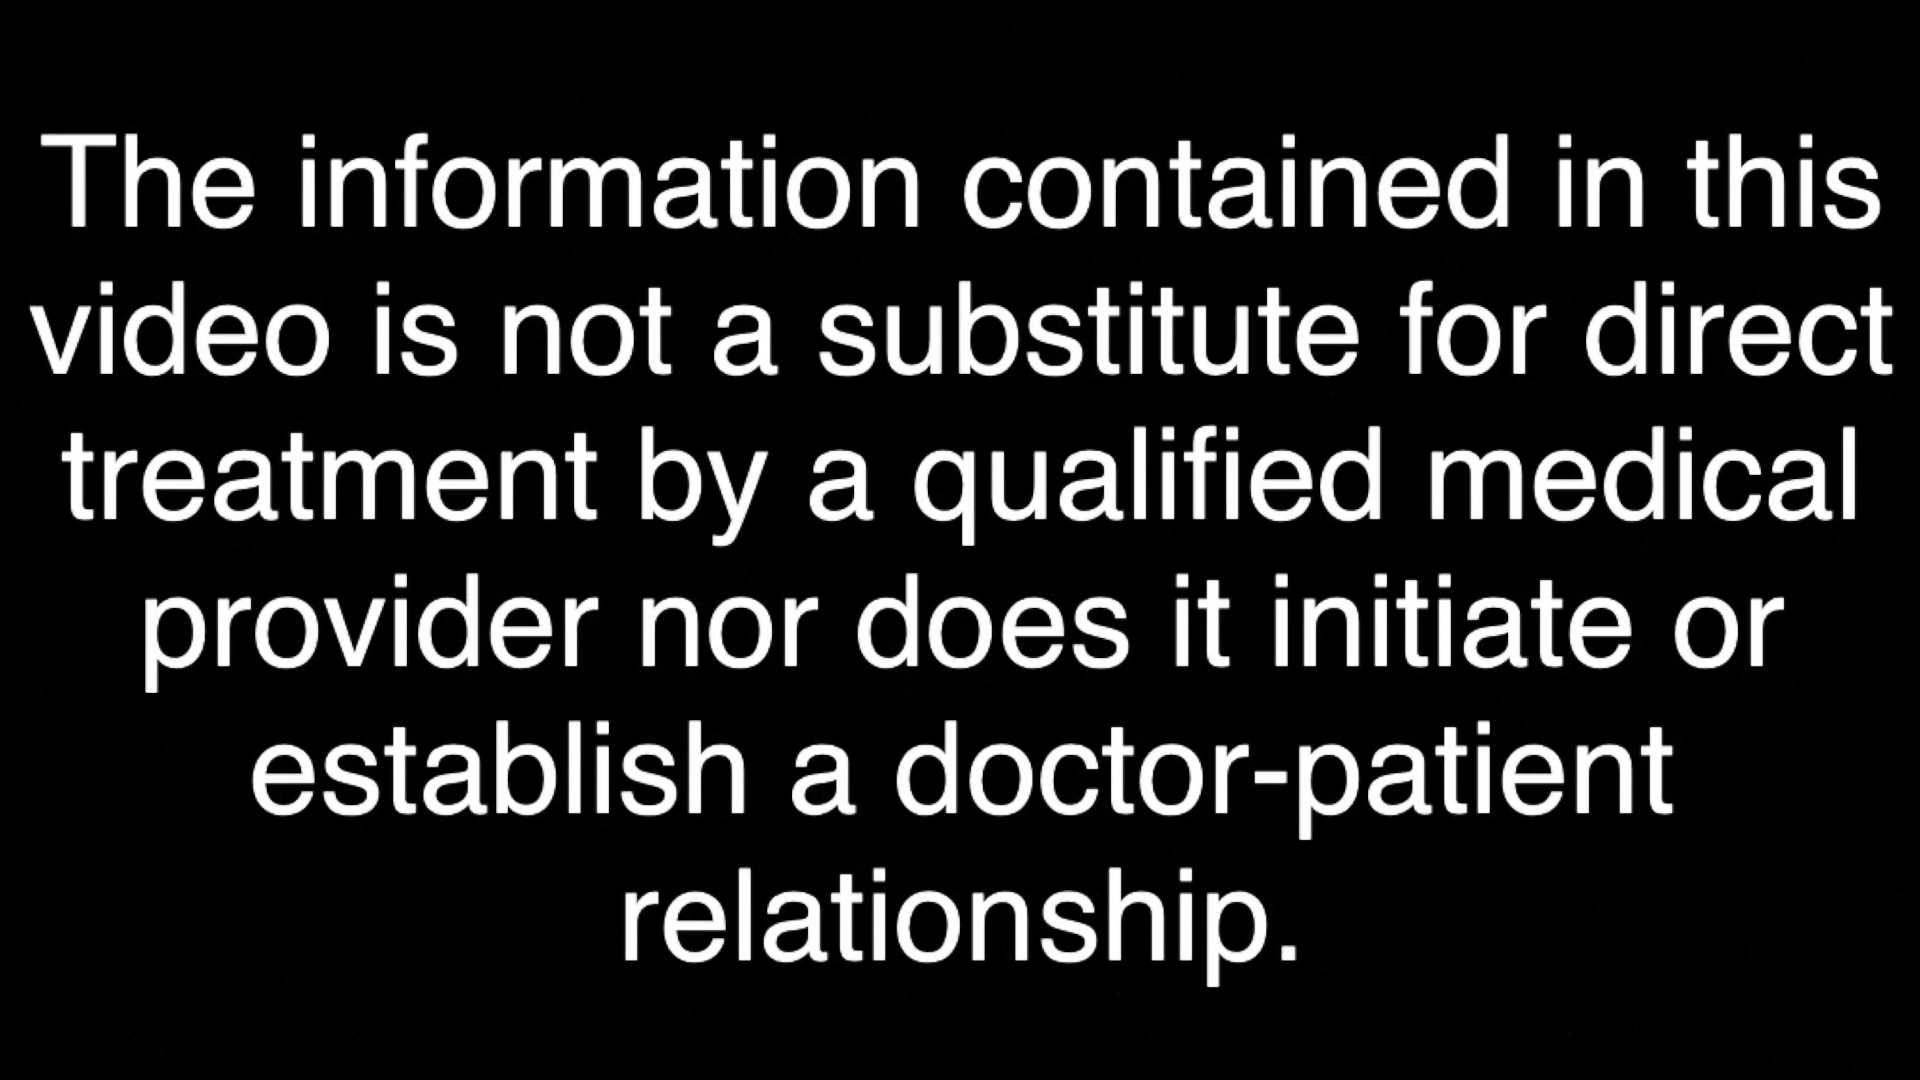 The information contained in this
video is not a substitute for direct
treatment by a qualified medical
provider nor does it initiate or
establish a doctor-patient
relationship.